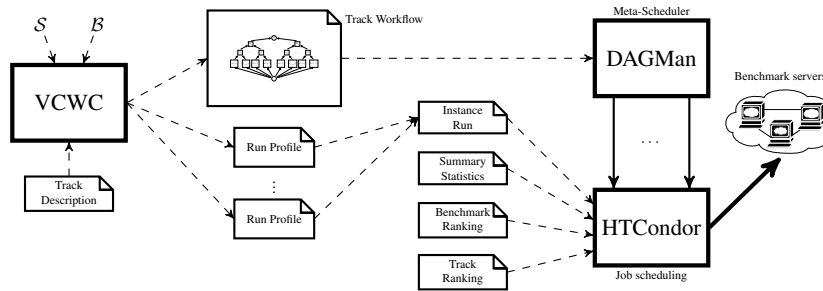 S
B
Track Workflow
Meta-Scheduler
DAGMan
VCWC
Benchmark servers
Instance
Run
Run Profile
...
Summary
Statistics
Track
Description
Run Profile
Benchmark
Ranking
HTCondor
Track
Ranking
Job scheduling